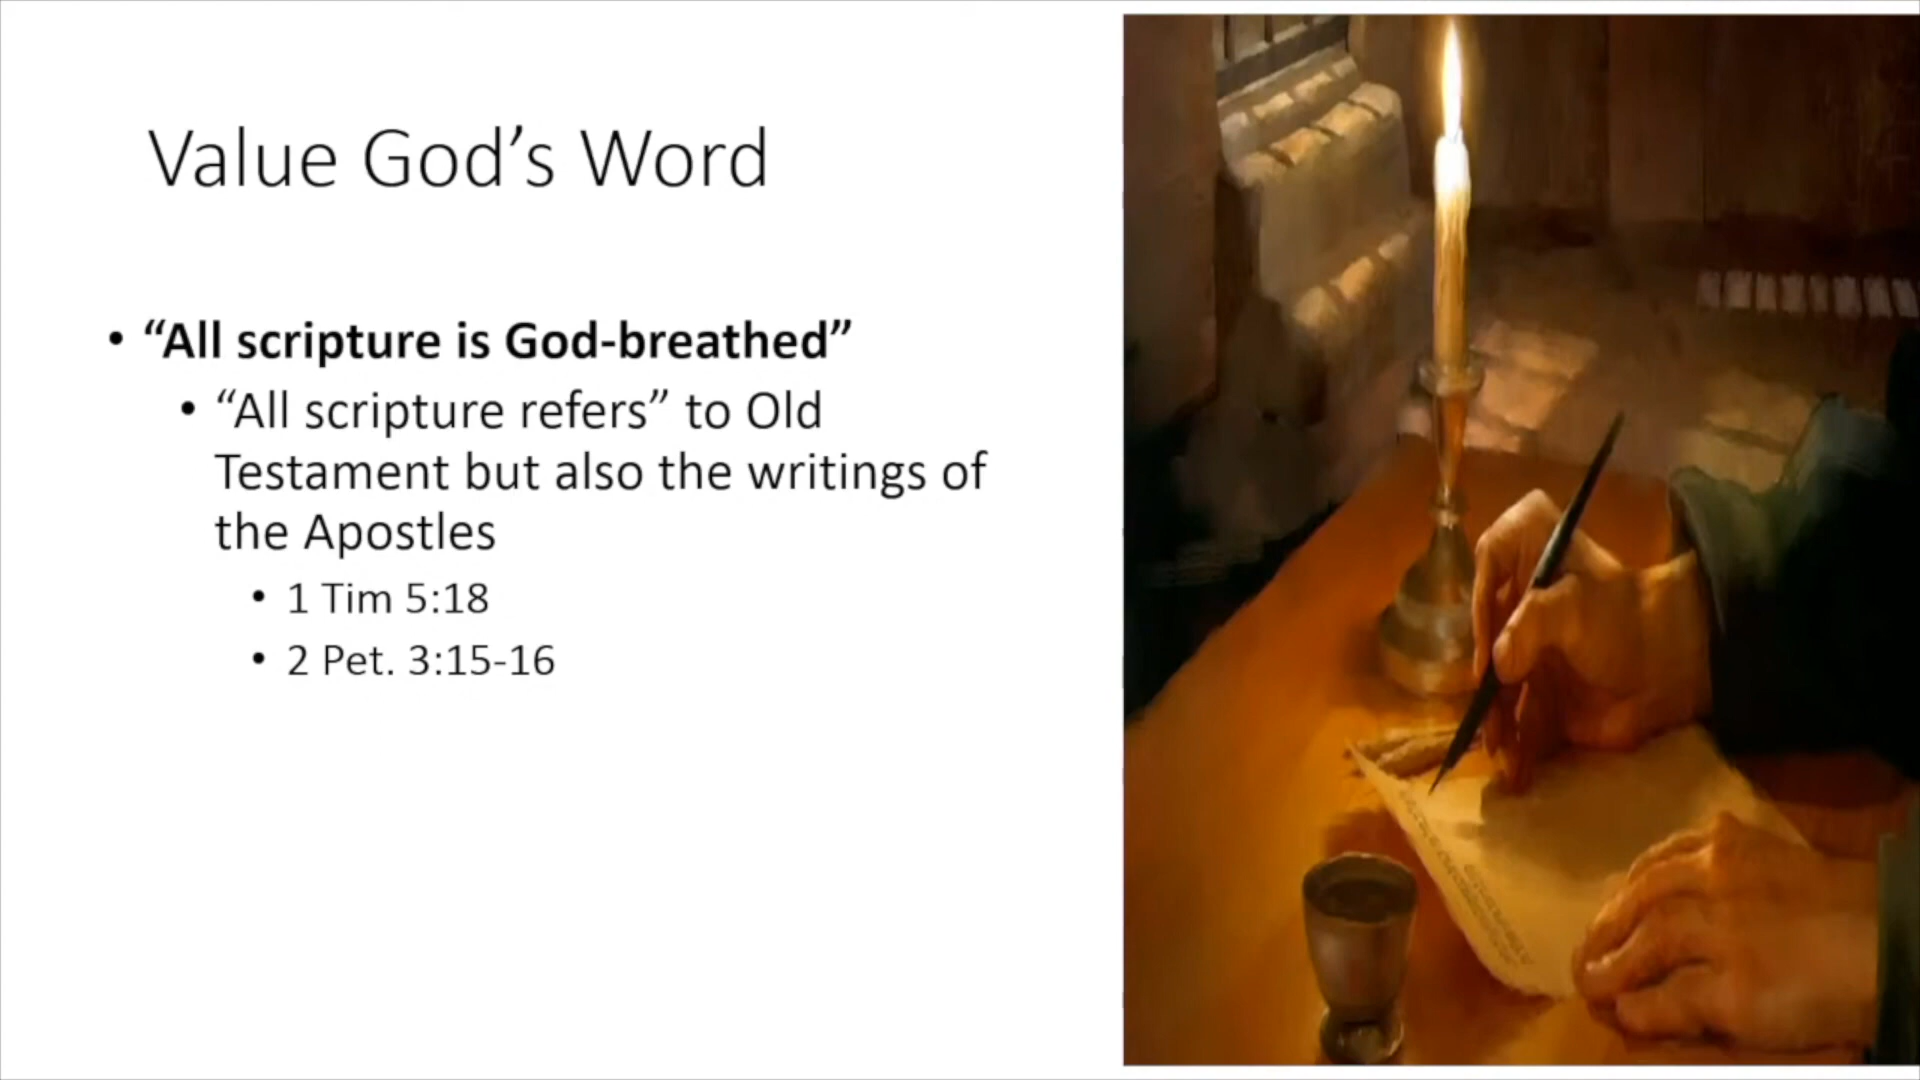 Value God’s Word
• “All scripture is God-breathed”
• “All scripture refers” to Old
Testament but also the writings of
the Apostles
• 1 Tim 5:18
• 2 Pet. 3:15-16